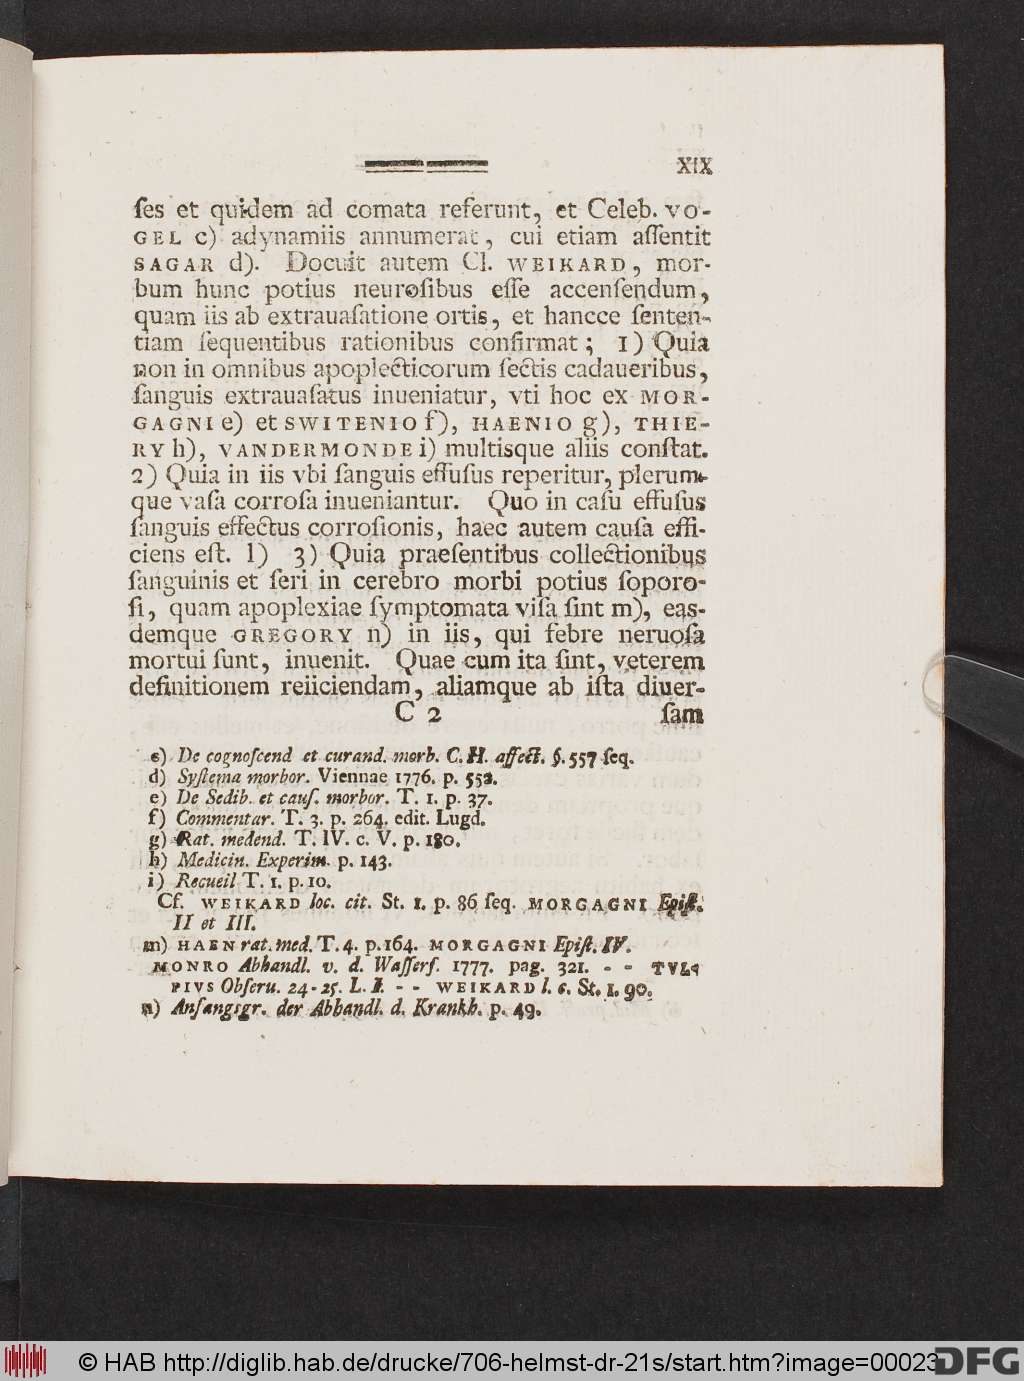 XIX
ſes et quidem ad comata referunt, et Celeb. VO-
GEL c) adynamiis annumerat, cui etiam aſſentit
SAGAR d). Docuit autem Cl. WEIKARD, mor-
bum hunc potius neuroſibus eſſe accenſendum,
quam iis ab extrauaſatione ortis, et hancce ſenten-
tiam ſequentibus rationibus confirmat; 1) Quia
non in omnibus apoplecticorum ſectis cadaueribus,
ſanguis extrauaſatus inueniatur, vti hoc ex MOR-
GAGNI e) et SWITENIO f), HAENIO g), THIE-
RY h), VANDERMONDE i) multisque aliis conſtat.
2) Quia in iis vbi ſanguis effuſus reperitur, plerum-
que vaſa corroſa inueniantur. Quo in caſu effuſus
ſanguis effectus corroſionis, haec autem cauſa effi-
ciens eſt. l) 3) Quia praeſentibus collectionibus
ſanguinis et ſeri in cerebro morbi potius ſoporo-
ſi, quam apoplexiae ſymptomata viſa ſint m), eas-
demque GREGORY n) in iis, qui febre neruoſa
mortui ſunt, inuenit. Quae cum ita ſint, veterem
definitionem reiiciendam, aliamque ab iſta diuer-
C 2 ſam
c) De cognoſcend et curand. morb. C. H. affect. §. 557 ſeq.
d) Syſtema morbor. Viennae 1776. p. 552.
e) De Sedib. et cauſ. morbor. T. 1. p. 37.
f) Commentar. T. 3. p. 264. edit. Lugd.
g) Rat. medend. T. IV. c. V. p. 180.
h) Medicin. Experim. p. 143.
i) Recueil T. 1. p. 10.
Cf. WEIKARD loc. cit. St. 1. p. 86 ſeq. MORGAGNI Epiſt.
II et III.
m) HAEN rat. med. T. 4. p. 164. MORGAGNI Epiſt. IV.
MONRO Abhandl. v. d. Waſſerſ. 1777. pag. 321. - - TVL-
PIVS Obſeru. 24-25. L. I. - - WEIKARD l. c. St. 1. 90.
n) Anfangsgr. der Abhandl. d. Krankh. p. 49.
© HAB http://diglib.hab.de/drucke/706-helmst-dr-21s/start.htm?image=00023
DFG